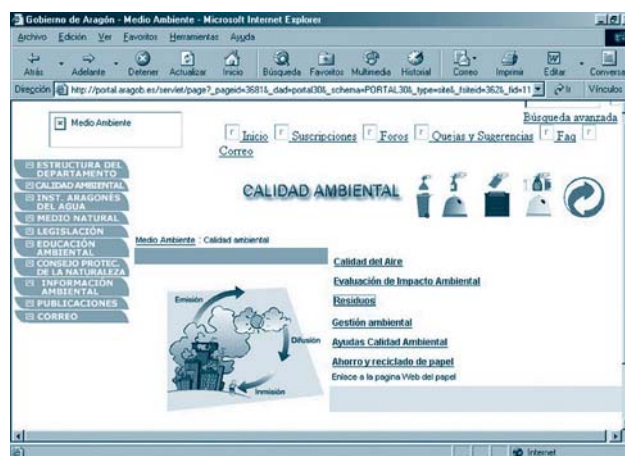 Gobierno de Aragón - Medio Ambiente - Microsoft Internet Explorer
Archivo Edición Ver Favoritos Herramientas Ayuda
Atrás Adelante Detener Actualizar Inicio Búsqueda Favoritos Multimedia Historial Correo Imprimir Editar Conversa
Dirección http://portal.aragob.es/servlet/page?_pageid=3681&_dad=portal30&_schema=PORTAL30&_type=site&_fsiteid=362&_fid=11 Ir Vínculos
Búsqueda avanzada
Medio Ambiente
Inicio Suscripciones Foros Quejas y Sugerencias Faq
Correo
ESTRUCTURA DEL
DEPARTAMENTO
CALIDAD AMBIENTAL
INST. ARAGONÉS
DEL AGUA
MEDIO NATURAL
LEGISLACIÓN
EDUCACIÓN
AMBIENTAL
CONSEJO PROTEC.
DE LA NATURALEZA
INFORMACIÓN
AMBIENTAL
PUBLICACIONES
CORREO
CALIDAD AMBIENTAL
Medio Ambiente : Calidad ambiental
Emisión
Difusión
Inmisión
Calidad del Aire
Evaluación de Impacto Ambiental
Residuos
Gestión ambiental
Ayudas Calidad Ambiental
Ahorro y reciclado de papel
Enlace a la pagina Web del papel
Internet